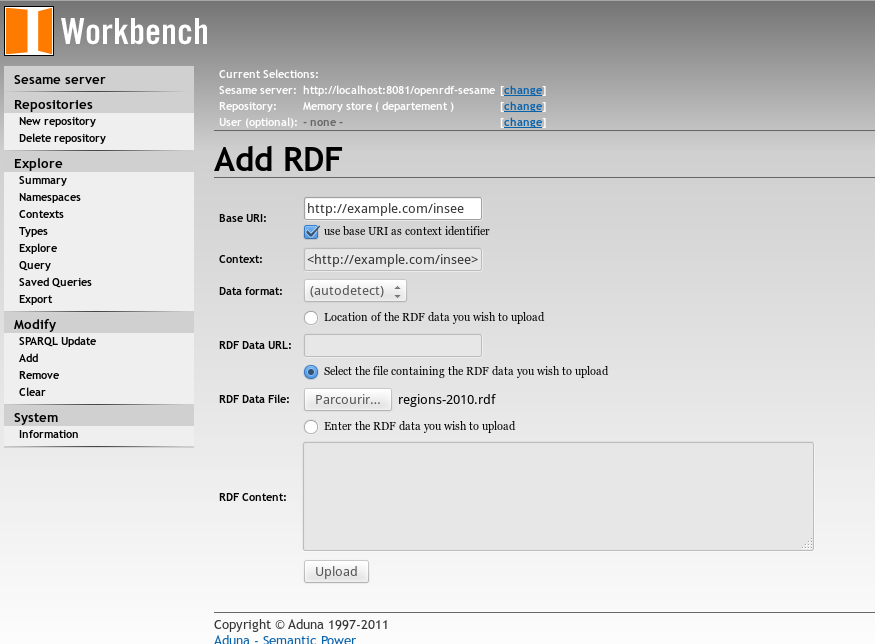 Workbench
Sesame server
Repositories
New repository
Delete repository
Explore
Summary
Namespaces
Contexts
Types
Explore
Query
Saved Queries
Export
Modify
SPARQL Update
Add
Remove
Clear
System
Information
Current Selections:
Sesame server: http://localhost:8081/openrdf-sesame [change]
Repository: Memory store ( departement ) [change]
User (optional): - none - [change]
Add RDF
Base URI: http://example.com/insee
use base URI as context identifier
Context: <http://example.com/insee>
Data format: (autodetect)
Location of the RDF data you wish to upload
RDF Data URL:
Select the file containing the RDF data you wish to upload
RDF Data File: Parcourir... regions-2010.rdf
Enter the RDF data you wish to upload
RDF Content:
Upload
Copyright © Aduna 1997-2011
Aduna - Semantic Power